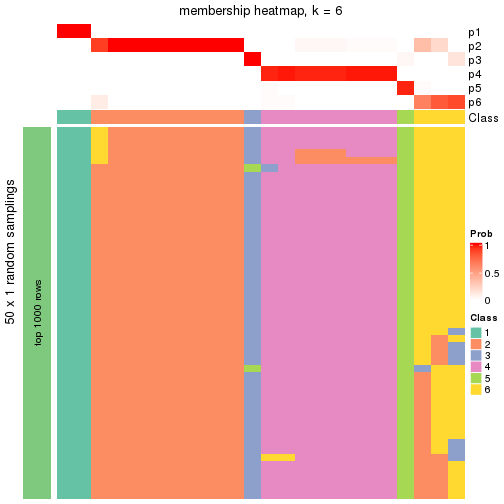 membership heatmap, k = 6
p1
p2
p3
p4
p5
p6
Class
50 x 1 random samplings
top 1000 rows
Prob
1
0.5
0
Class
1
2
3
4
5
6